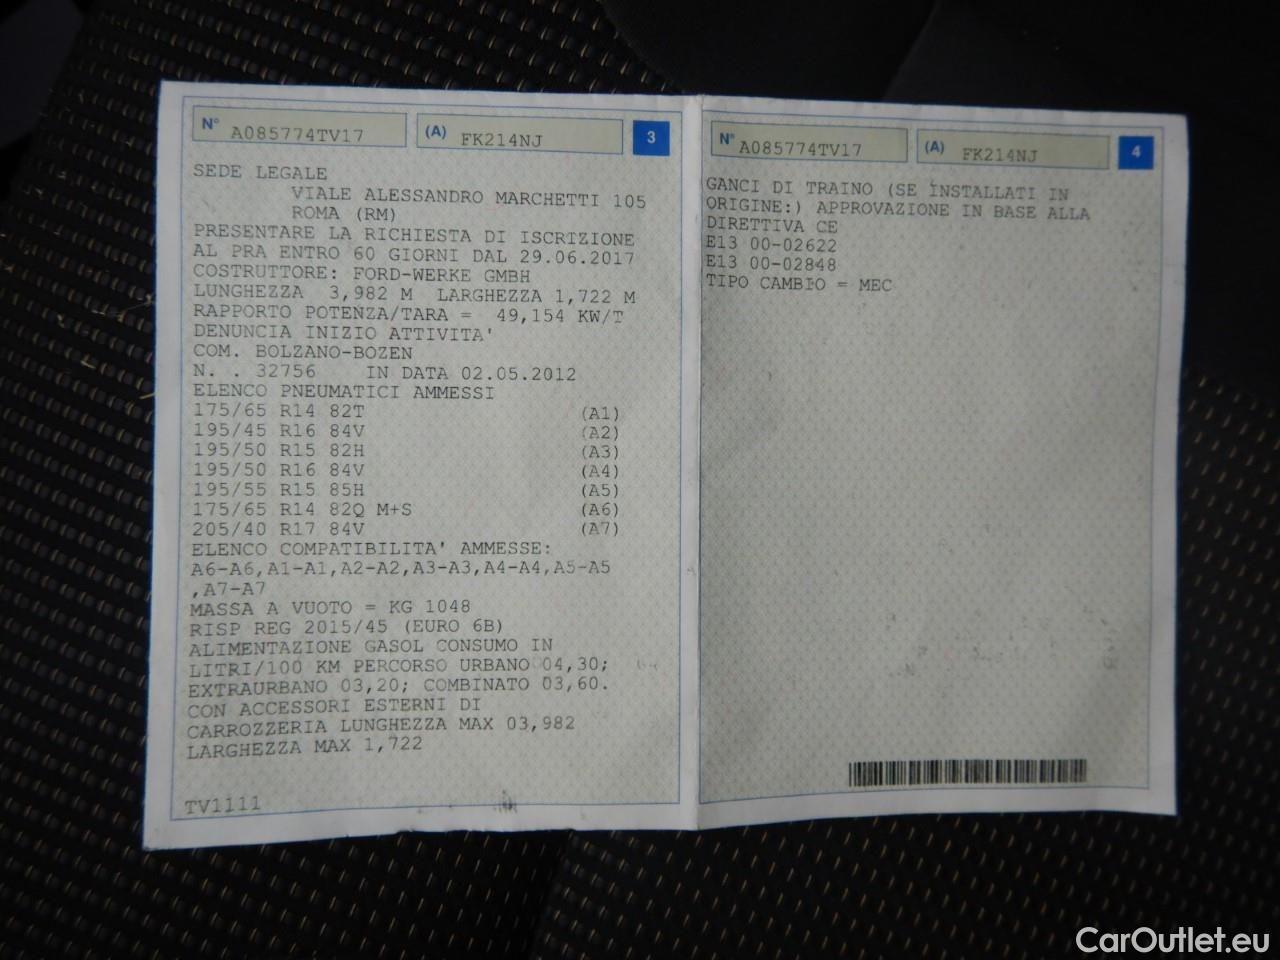 N° A085774TV17 (A) FK214NJ 3
SEDE LEGALE
VIALE ALESSANDRO MARCHETTI 105
ROMA (RM)
PRESENTARE LA RICHIESTA DI ISCRIZIONE
AL PRA ENTRO 60 GIORNI DAL 29.06.2017
COSTRUTTORE: FORD-WERKE GMBH
LUNGHEZZA 3,982 M LARGHEZZA 1,722 M
RAPPORTO POTENZA/TARA = 49,154 KW/T
DENUNCIA INIZIO ATTIVITA'
COM. BOLZANO-BOZEN
N. . 32756 IN DATA 02.05.2012
ELENCO PNEUMATICI AMMESSI
175/65 R14 82T (A1)
195/45 R16 84V (A2)
195/50 R15 82H (A3)
195/50 R16 84V (A4)
195/55 R15 85H (A5)
175/65 R14 82Q M+S (A6)
205/40 R17 84V (A7)
ELENCO COMPATIBILITA' AMMESSE:
A6-A6,A1-A1,A2-A2,A3-A3,A4-A4,A5-A5
,A7-A7
MASSA A VUOTO = KG 1048
RISP REG 2015/45 (EURO 6B)
ALIMENTAZIONE GASOL CONSUMO IN
LITRI/100 KM PERCORSO URBANO 04,30;
EXTRAURBANO 03,20; COMBINATO 03,60.
CON ACCESSORI ESTERNI DI
CARROZZERIA LUNGHEZZA MAX 03,982
LARGHEZZA MAX 1,722
TV1111
N° A085774TV17 (A) FK214NJ 4
GANCI DI TRAINO (SE INSTALLATI IN
ORIGINE:) APPROVAZIONE IN BASE ALLA
DIRETTIVA CE
E13 00-02622
E13 00-02848
TIPO CAMBIO = MEC
CarOutlet.eu